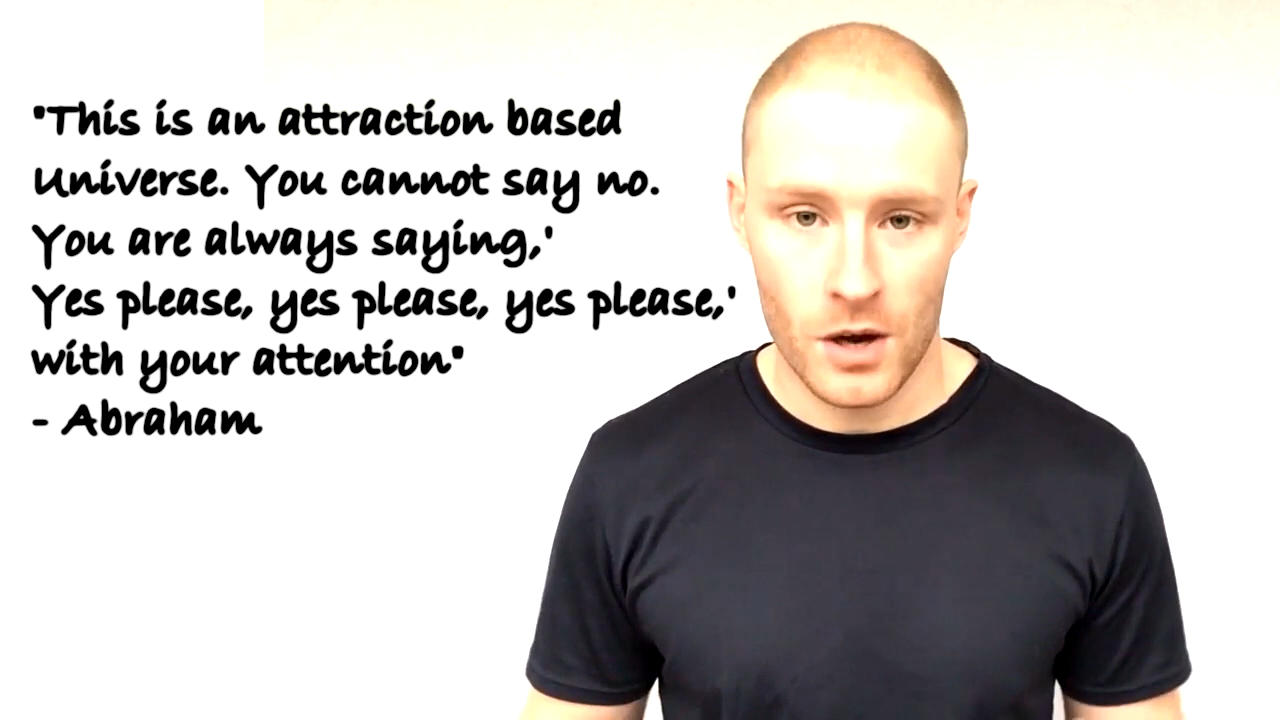 "This is an attraction based
Universe. You cannot say no.
You are always saying,'
Yes please, yes please, yes please,'
with your attention"
- Abraham